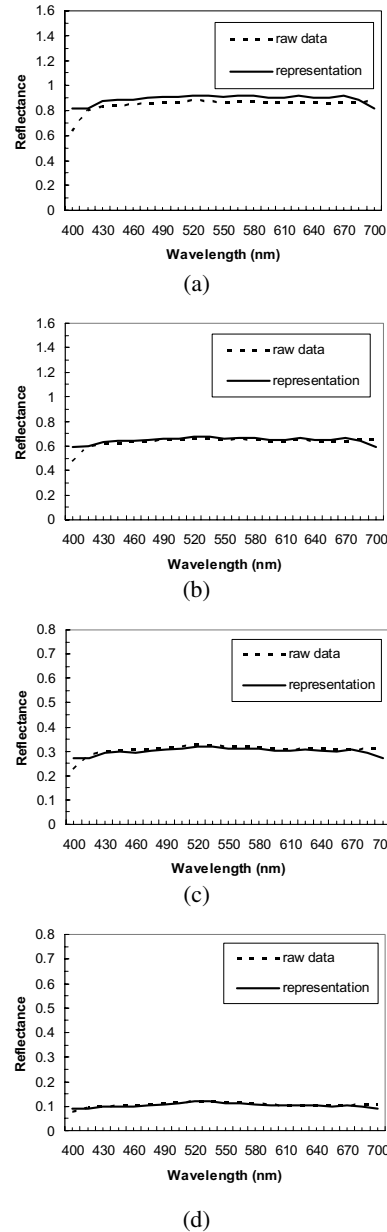 1.6
1.4
1.2
1
0.8
0.6
0.4
0.2
0
Reflectance
raw data
representation
400 430 460 490 520 550 580 610 640 670 700
Wavelength (nm)
(a)
1.6
1.4
1.2
1
0.8
0.6
0.4
0.2
0
Reflectance
raw data
representation
400 430 460 490 520 550 580 610 640 670 700
Wavelength (nm)
(b)
0.8
0.7
0.6
0.5
0.4
0.3
0.2
0.1
0
Reflectance
raw data
representation
400 430 460 490 520 550 580 610 640 670 70
Wavelength (nm)
(c)
0.8
0.7
0.6
0.5
0.4
0.3
0.2
0.1
0
Reflectance
raw data
representation
400 430 460 490 520 550 580 610 640 670 700
Wavelength (nm)
(d)